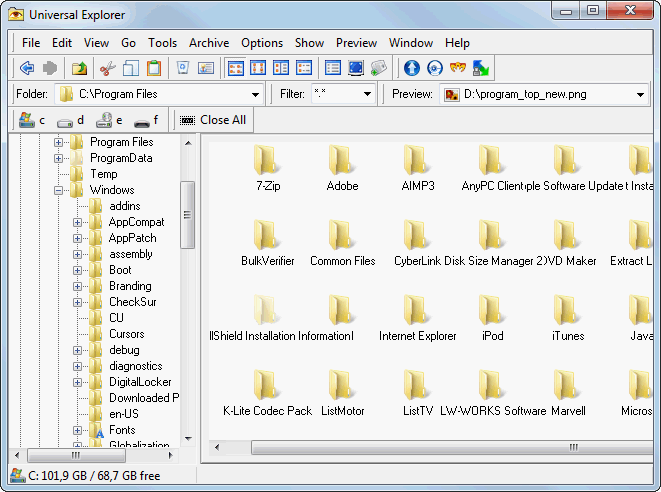 Universal Explorer
File Edit View Go Tools Archive Options Show Preview Window Help
Folder: C:\Program Files Filter: *.* Preview: D:\program_top_new.png
c d e f Close All
Program Files
ProgramData
Temp
Windows
addins
AppCompat
AppPatch
assembly
Boot
Branding
CheckSur
CU
Cursors
debug
diagnostics
DigitalLocker
Downloaded P
en-US
Fonts
Globalization
7-Zip Adobe AIMP3 AnyPC Client ple Software Update t Insta
BulkVerifier Common Files CyberLink Disk Size Manager 2 DVD Maker Extract L
llShield Installation Information Internet Explorer iPod iTunes Java
K-Lite Codec Pack ListMotor ListTV LW-WORKS Software Marvell Micros
C: 101,9 GB / 68,7 GB free